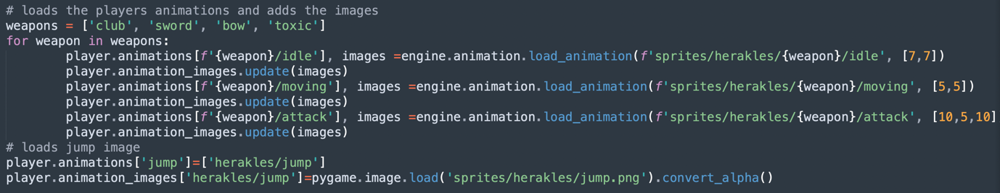 # loads the players animations and adds the images
weapons = ['club', 'sword', 'bow', 'toxic']
for weapon in weapons:
        player.animations[f'{weapon}/idle'], images =engine.animation.load_animation(f'sprites/herakles/{weapon}/idle', [7,7])
        player.animation_images.update(images)
        player.animations[f'{weapon}/moving'], images =engine.animation.load_animation(f'sprites/herakles/{weapon}/moving', [5,5])
        player.animation_images.update(images)
        player.animations[f'{weapon}/attack'], images =engine.animation.load_animation(f'sprites/herakles/{weapon}/attack', [10,5,10]
        player.animation_images.update(images)
# loads jump image
player.animations['jump']=['herakles/jump']
player.animation_images['herakles/jump']=pygame.image.load('sprites/herakles/jump.png').convert_alpha()